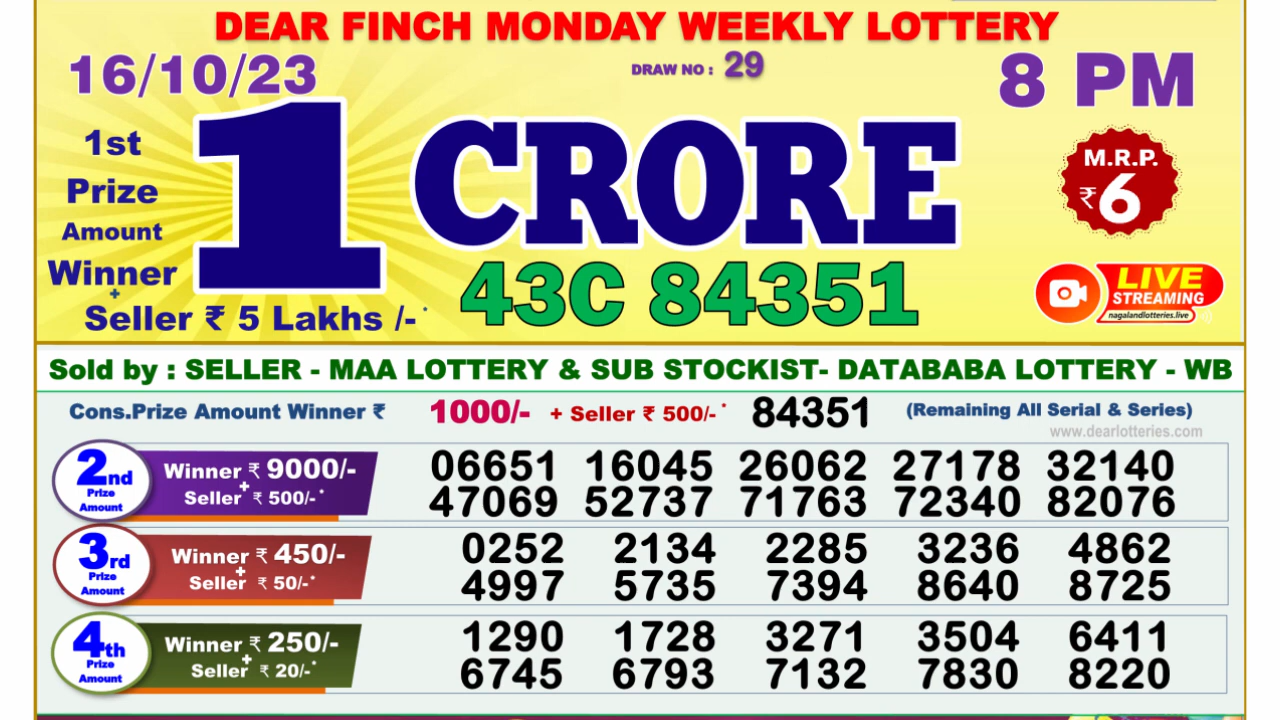 DEAR FINCH MONDAY WEEKLY LOTTERY
16/10/23
DRAW NO : 29
8 PM
1st
Prize
Amount
Winner
+
Seller ₹ 5 Lakhs /-*
1 CRORE
43C 84351
M.R.P.
₹6
LIVE
STREAMING
nagalandlotteries.live
Sold by : SELLER - MAA LOTTERY & SUB STOCKIST- DATABABA LOTTERY - WB
Cons.Prize Amount Winner ₹ 1000/- + Seller ₹ 500/-* 84351 (Remaining All Serial & Series)
www.dearlotteries.com
2nd
Prize
Amount
Winner ₹ 9000/-
+
Seller ₹ 500/-*
06651 16045 26062 27178 32140
47069 52737 71763 72340 82076
3rd
Prize
Amount
Winner ₹ 450/-
+
Seller ₹ 50/-*
0252 2134 2285 3236 4862
4997 5735 7394 8640 8725
4th
Prize
Amount
Winner ₹ 250/-
+
Seller ₹ 20/-*
1290 1728 3271 3504 6411
6745 6793 7132 7830 8220